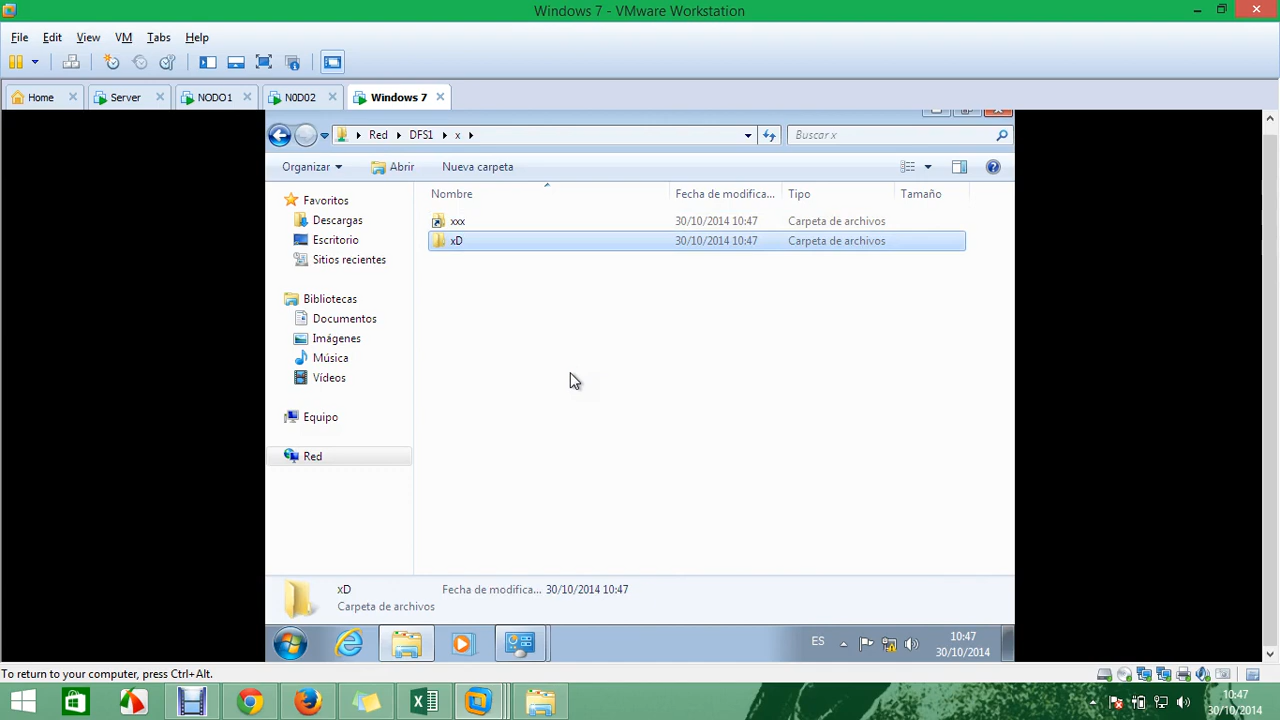 Windows 7 - VMware Workstation
File Edit View VM Tabs Help
Home Server NODO1 N0D02 Windows 7
Red DFS1 x Buscar x
Organizar Abrir Nueva carpeta
Nombre Fecha de modifica... Tipo Tamaño
Favoritos
Descargas
Escritorio
Sitios recientes
Bibliotecas
Documentos
Imágenes
Música
Vídeos
Equipo
Red
xxx 30/10/2014 10:47 Carpeta de archivos
xD 30/10/2014 10:47 Carpeta de archivos
xD Fecha de modifica... 30/10/2014 10:47
Carpeta de archivos
ES 10:47
30/10/2014
To return to your computer, press Ctrl+Alt.
10:47
30/10/2014